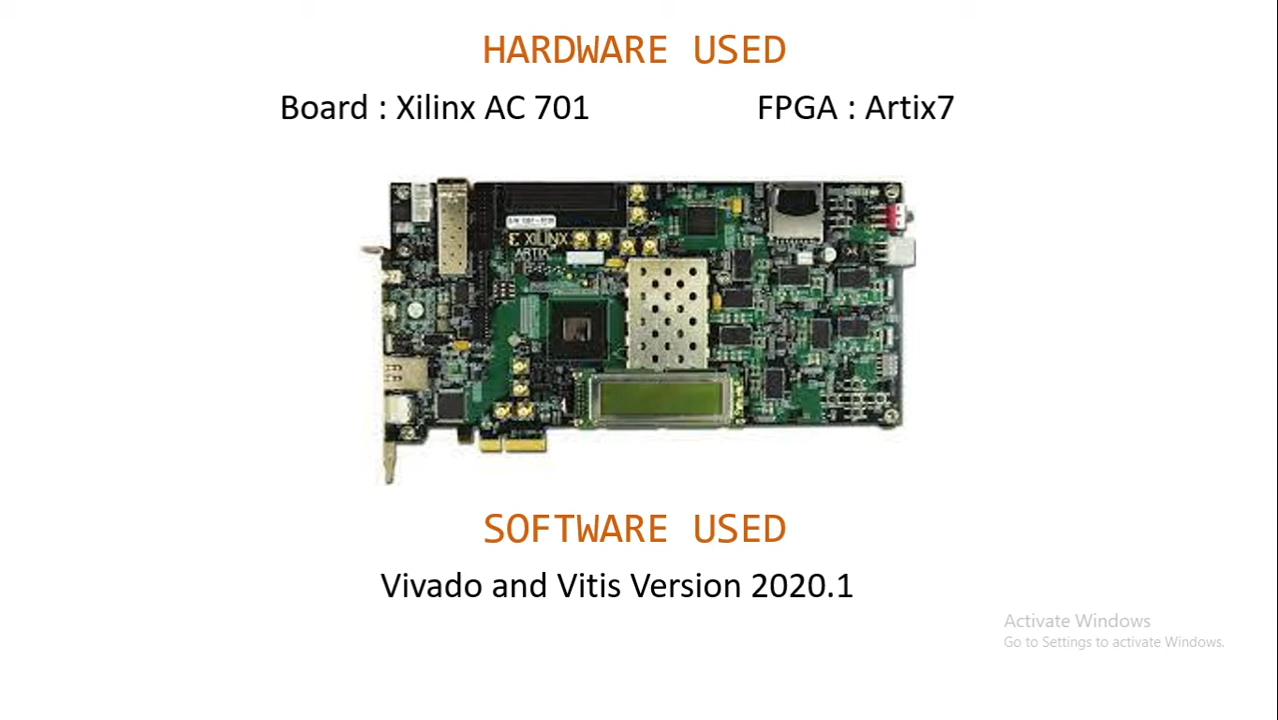 HARDWARE USED
Board : Xilinx AC 701 FPGA : Artix7
XILINX
ARTIX
SOFTWARE USED
Vivado and Vitis Version 2020.1
Activate Windows
Go to Settings to activate Windows.